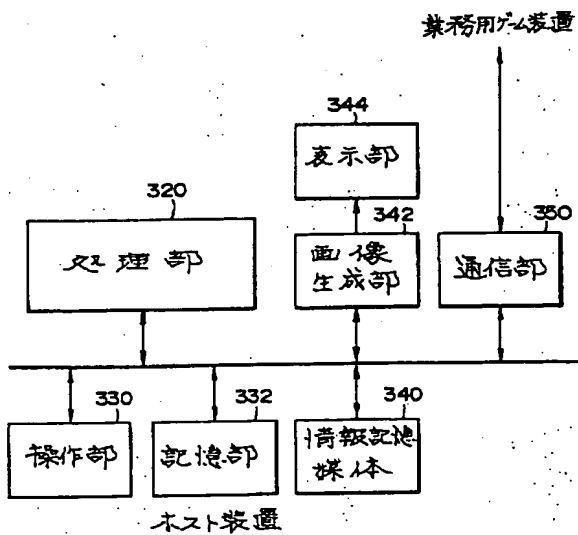 業務用ゲーム装置
344
表示部
320
処理部
342
画像
生成部
350
通信部
330
操作部
332
記憶部
340
情報記憶
媒体
ホスト装置